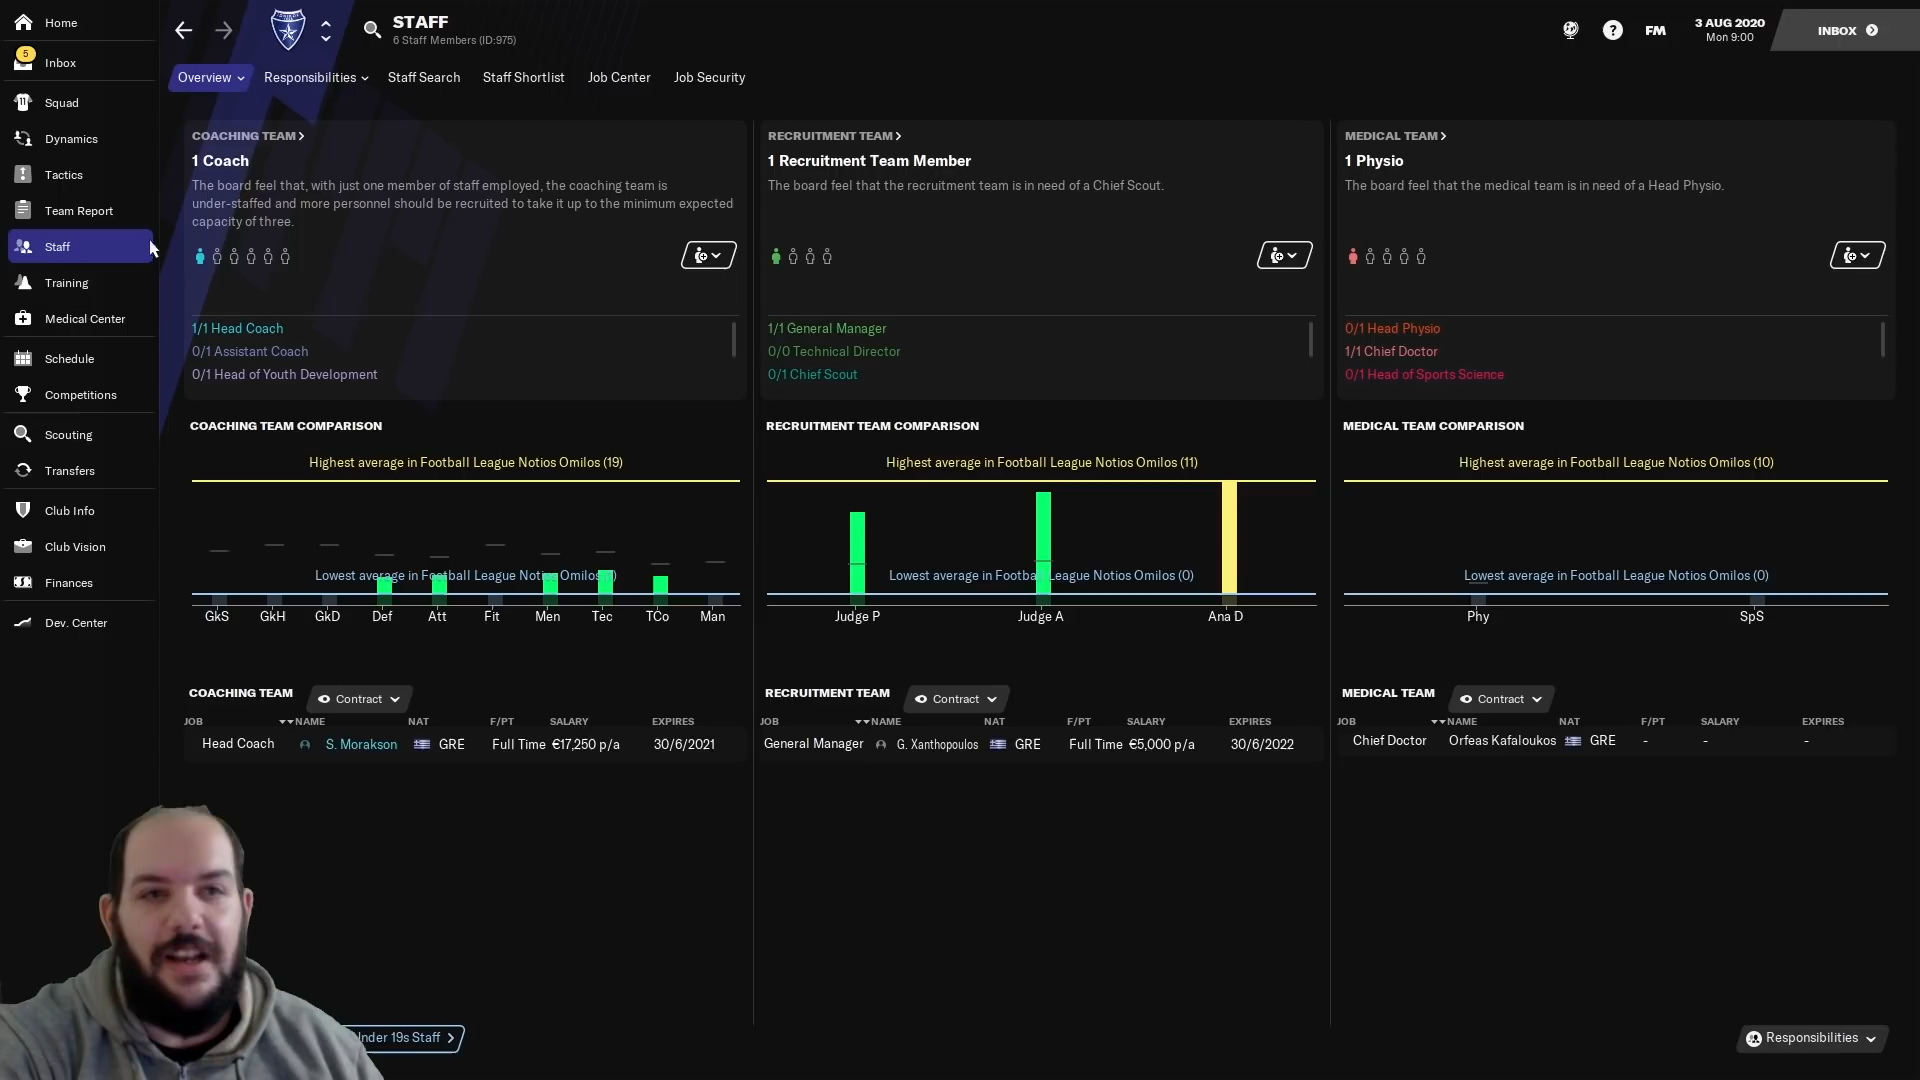 Home
Inbox
5
Squad
11
Dynamics
Tactics
Team Report
Staff
Training
Medical Center
Schedule
Competitions
Scouting
Transfers
Club Info
Club Vision
Finances
Dev. Center
STAFF
6 Staff Members (ID:975)
FM
3 AUG 2020
Mon 9:00
INBOX
Overview
Responsibilities
Staff Search
Staff Shortlist
Job Center
Job Security
COACHING TEAM
1 Coach
The board feel that, with just one member of staff employed, the coaching team is
under-staffed and more personnel should be recruited to take it up to the minimum expected
capacity of three.
1/1 Head Coach
0/1 Assistant Coach
0/1 Head of Youth Development
RECRUITMENT TEAM
1 Recruitment Team Member
The board feel that the recruitment team is in need of a Chief Scout.
1/1 General Manager
0/0 Technical Director
0/1 Chief Scout
MEDICAL TEAM
1 Physio
The board feel that the medical team is in need of a Head Physio.
0/1 Head Physio
1/1 Chief Doctor
0/1 Head of Sports Science
COACHING TEAM COMPARISON
Highest average in Football League Notios Omilos (19)
Lowest average in Football League Notios Omilos
GkS GkH GkD Def Att Fit Men Tec TCo Man
RECRUITMENT TEAM COMPARISON
Highest average in Football League Notios Omilos (11)
Lowest average in Football League Notios Omilos (0)
Judge P Judge A Ana D
MEDICAL TEAM COMPARISON
Highest average in Football League Notios Omilos (10)
Lowest average in Football League Notios Omilos (0)
Phy SpS
COACHING TEAM Contract
JOB NAME NAT F/PT SALARY EXPIRES
Head Coach S. Morakson GRE Full Time €17,250 p/a 30/6/2021
RECRUITMENT TEAM Contract
JOB NAME NAT F/PT SALARY EXPIRES
General Manager G. Xanthopoulos GRE Full Time €5,000 p/a 30/6/2022
MEDICAL TEAM Contract
JOB NAME NAT F/PT SALARY EXPIRES
Chief Doctor Orfeas Kafaloukos GRE - - -
Under 19s Staff
Responsibilities